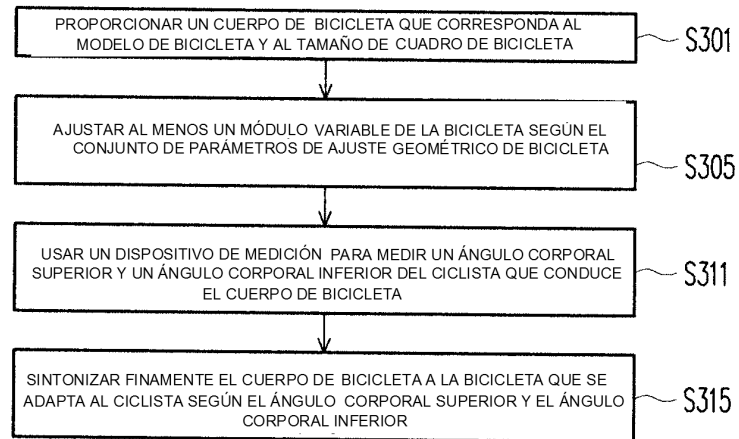 PROPORCIONAR UN CUERPO DE BICICLETA QUE CORRESPONDA AL
MODELO DE BICICLETA Y AL TAMAÑO DE CUADRO DE BICICLETA
S301
AJUSTAR AL MENOS UN MÓDULO VARIABLE DE LA BICICLETA SEGÚN EL
CONJUNTO DE PARÁMETROS DE AJUSTE GEOMÉTRICO DE BICICLETA
S305
USAR UN DISPOSITIVO DE MEDICIÓN PARA MEDIR UN ÁNGULO CORPORAL
SUPERIOR Y UN ÁNGULO CORPORAL INFERIOR DEL CICLISTA QUE CONDUCE
EL CUERPO DE BICICLETA
S311
SINTONIZAR FINAMENTE EL CUERPO DE BICICLETA A LA BICICLETA QUE SE
ADAPTA AL CICLISTA SEGÚN EL ÁNGULO CORPORAL SUPERIOR Y EL ÁNGULO
CORPORAL INFERIOR
S315